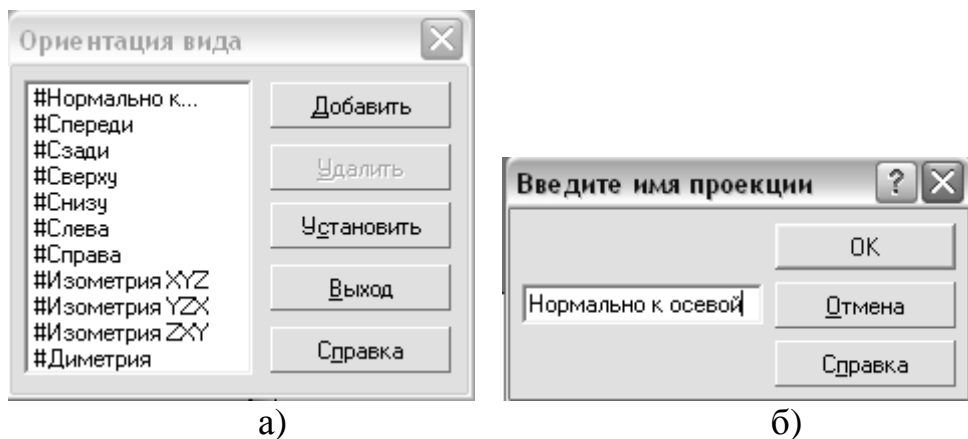 Ориентация вида
#Нормально к...
#Спереди
#Сзади
#Сверху
#Снизу
#Слева
#Справа
#Изометрия XYZ
#Изометрия YZX
#Изометрия ZXY
#Диметрия
Добавить
Удалить
Установить
Выход
Справка
а)
Введите имя проекции
?
Нормально к осевой
OK
Отмена
Справка
б)